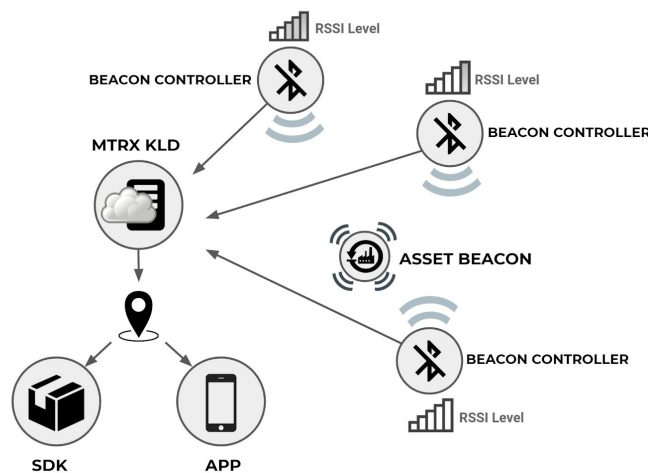 RSSI Level
BEACON CONTROLLER
RSSI Level
BEACON CONTROLLER
MTRX KLD
ASSET BEACON
BEACON CONTROLLER
RSSI Level
SDK
APP